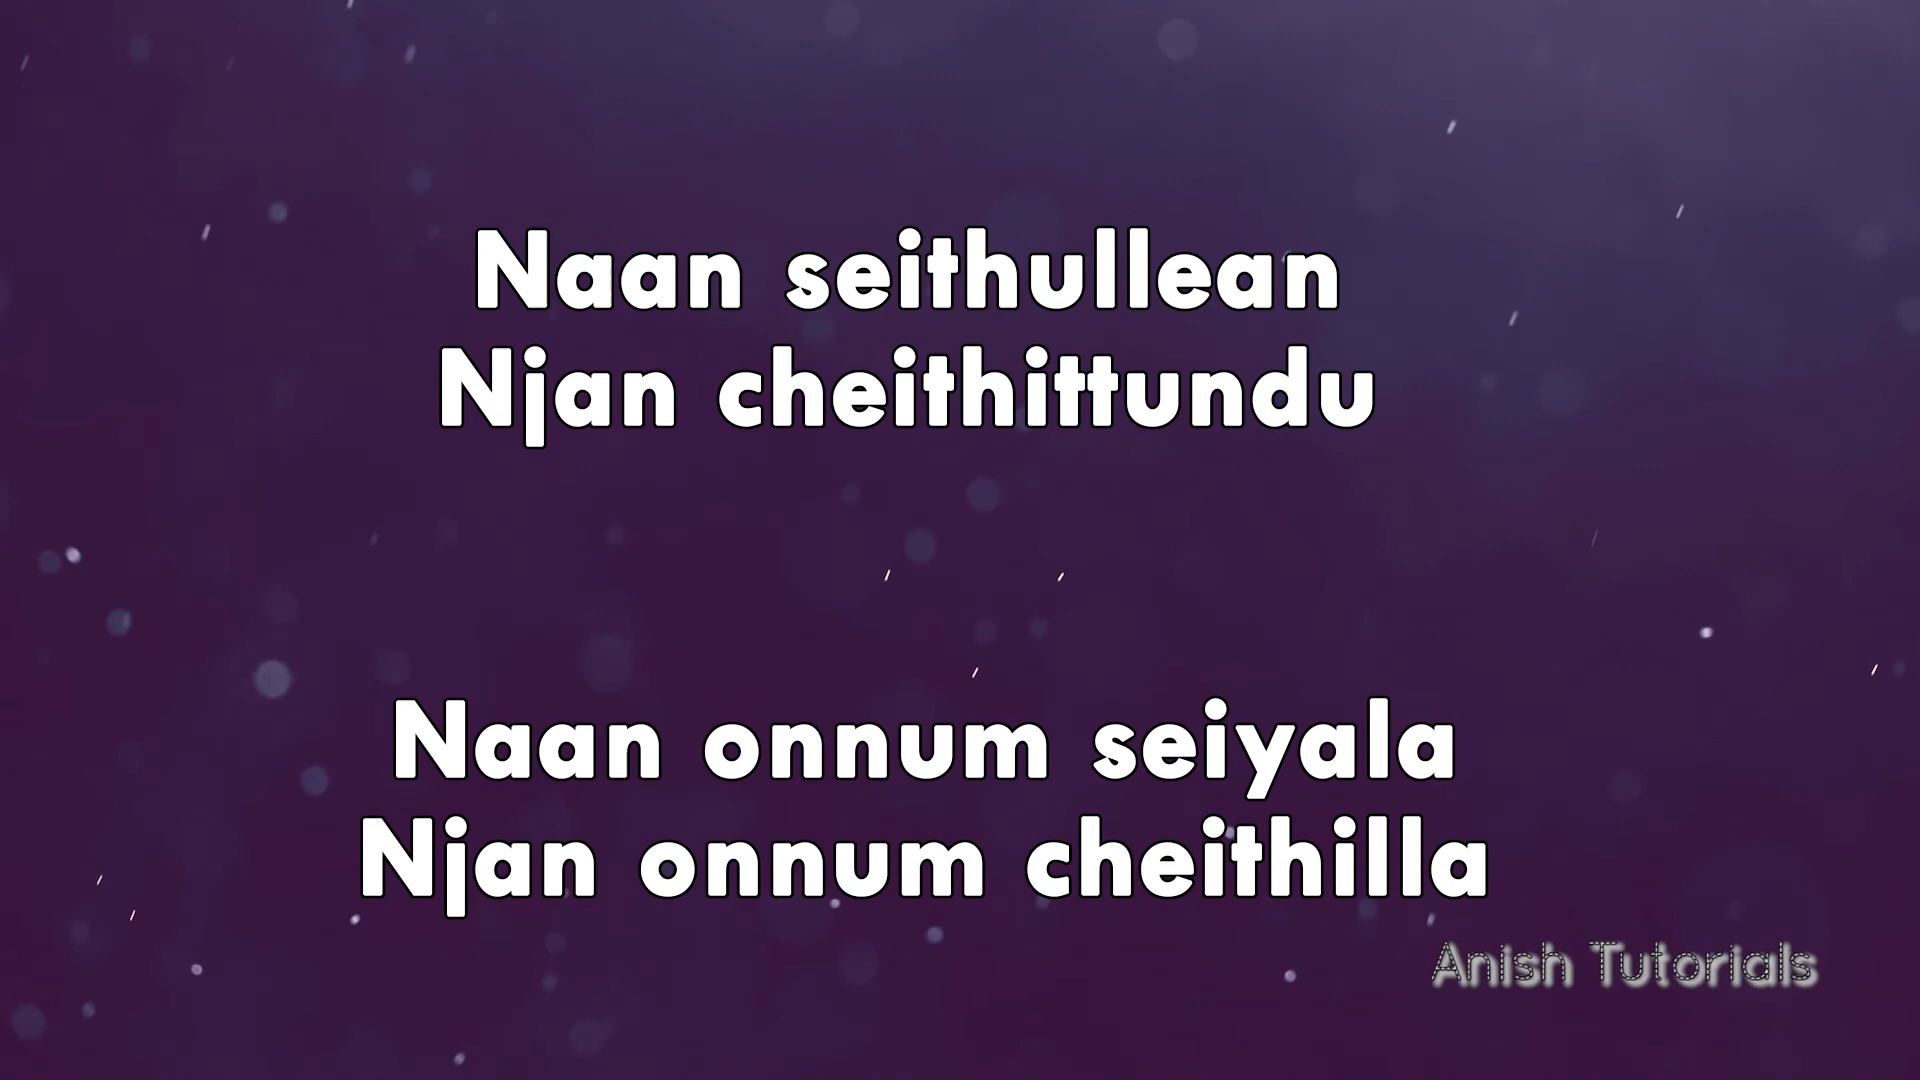 Naan seithullean
Njan cheithittundu
Naan onnum seiyala
Njan onnum cheithilla
Anish Tutorials